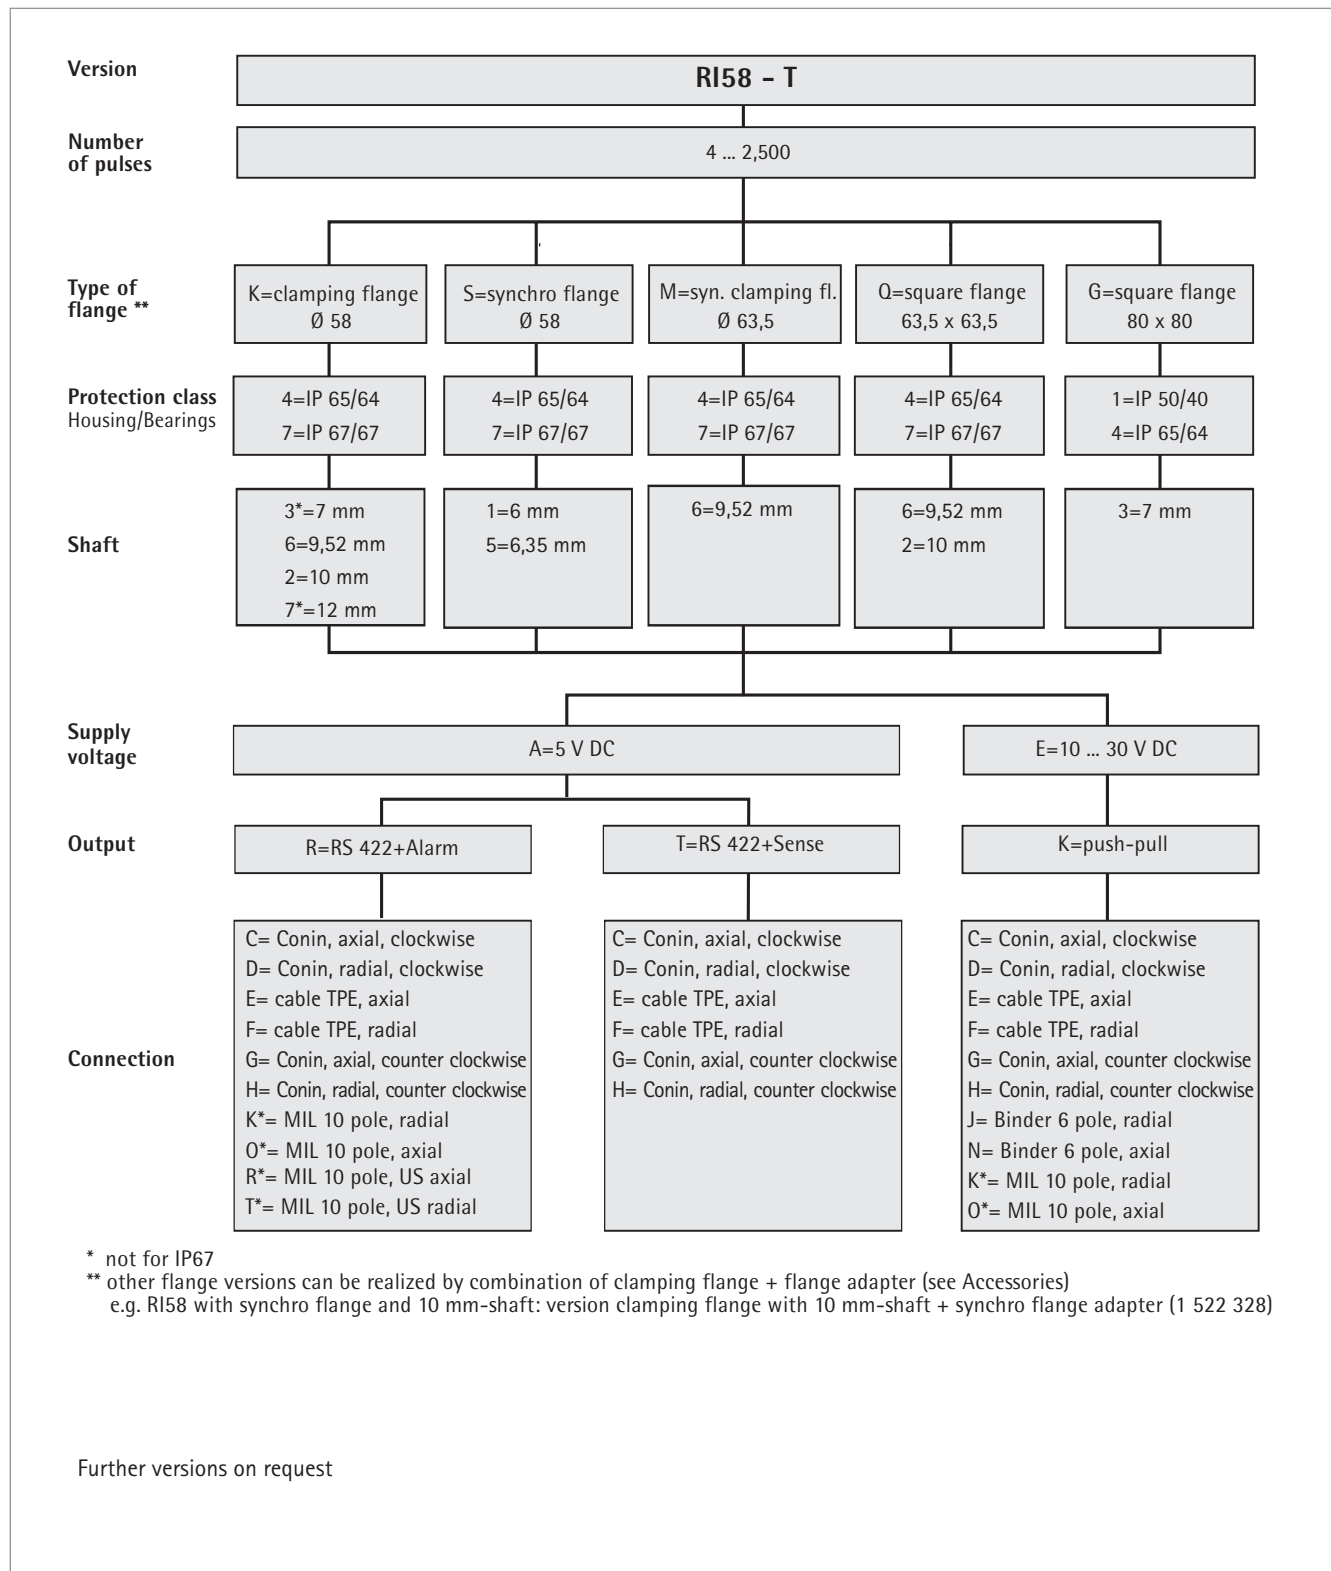 Version
RI58 - T
Number
of pulses
4 ... 2,500
Type of
flange **
K=clamping flange
Ø 58
S=synchro flange
Ø 58
M=syn. clamping fl.
Ø 63,5
Q=square flange
63,5 x 63,5
G=square flange
80 x 80
Protection class
Housing/Bearings
4=IP 65/64
7=IP 67/67
4=IP 65/64
7=IP 67/67
4=IP 65/64
7=IP 67/67
4=IP 65/64
7=IP 67/67
1=IP 50/40
4=IP 65/64
Shaft
3*=7 mm
6=9,52 mm
2=10 mm
7*=12 mm
1=6 mm
5=6,35 mm
6=9,52 mm
6=9,52 mm
2=10 mm
3=7 mm
Supply
voltage
A=5 V DC
E=10 ... 30 V DC
Output
R=RS 422+Alarm
T=RS 422+Sense
K=push-pull
Connection
C= Conin, axial, clockwise
D= Conin, radial, clockwise
E= cable TPE, axial
F= cable TPE, radial
G= Conin, axial, counter clockwise
H= Conin, radial, counter clockwise
K*= MIL 10 pole, radial
O*= MIL 10 pole, axial
R*= MIL 10 pole, US axial
T*= MIL 10 pole, US radial
C= Conin, axial, clockwise
D= Conin, radial, clockwise
E= cable TPE, axial
F= cable TPE, radial
G= Conin, axial, counter clockwise
H= Conin, radial, counter clockwise
C= Conin, axial, clockwise
D= Conin, radial, clockwise
E= cable TPE, axial
F= cable TPE, radial
G= Conin, axial, counter clockwise
H= Conin, radial, counter clockwise
J= Binder 6 pole, radial
N= Binder 6 pole, axial
K*= MIL 10 pole, radial
O*= MIL 10 pole, axial
* not for IP67
** other flange versions can be realized by combination of clamping flange + flange adapter (see Accessories)
e.g. RI58 with synchro flange and 10 mm-shaft: version clamping flange with 10 mm-shaft + synchro flange adapter (1 522 328)
Further versions on request